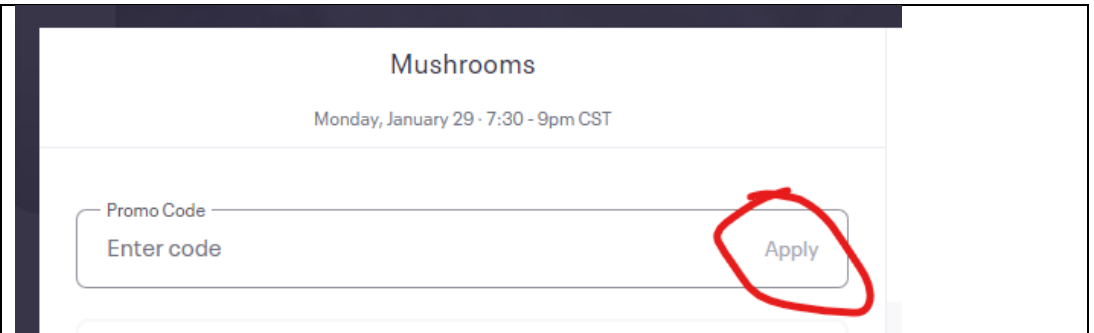 Mushrooms
Monday, January 29 · 7:30 - 9pm CST
Promo Code
Enter code Apply